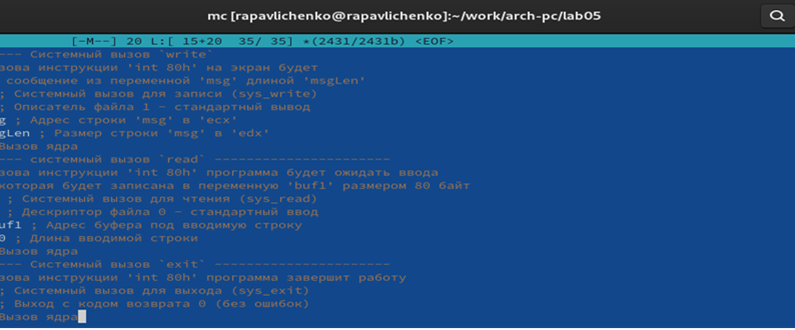 mc [rapavlichenko@rapavlichenko]:~/work/arch-pc/lab05
[-M--] 20 L:[ 15+20 35/ 35] *(2431/2431b) <EOF>
--- Системный вызов `write`
зова инструкции 'int 80h' на экран будет
сообщение из переменной 'msg' длиной 'msgLen'
; Системный вызов для записи (sys_write)
; Описатель файла 1 - стандартный вывод
g ; Адрес строки 'msg' в 'ecx'
gLen ; Размер строки 'msg' в 'edx'
Вызов ядра
--- системный вызов `read` ----------------------
зова инструкции 'int 80h' программа будет ожидать ввода
которая будет записана в переменную 'buf1' размером 80 байт
; Системный вызов для чтения (sys_read)
; Дескриптор файла 0 - стандартный ввод
uf1 ; Адрес буфера под вводимую строку
0 ; Длина вводимой строки
Вызов ядра
--- Системный вызов `exit` ----------------------
зова инструкции 'int 80h' программа завершит работу
; Системный вызов для выхода (sys_exit)
; Выход с кодом возврата 0 (без ошибок)
Вызов ядра